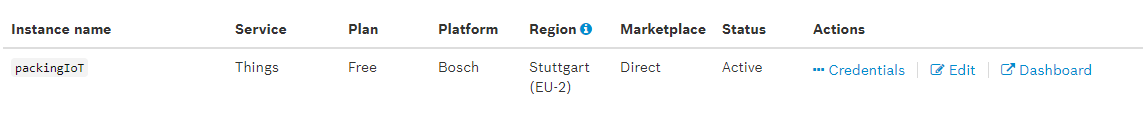 Instance name Service Plan Platform Region Marketplace Status Actions
packingIoT Things Free Bosch Stuttgart Direct Active Credentials Edit Dashboard
(EU-2)